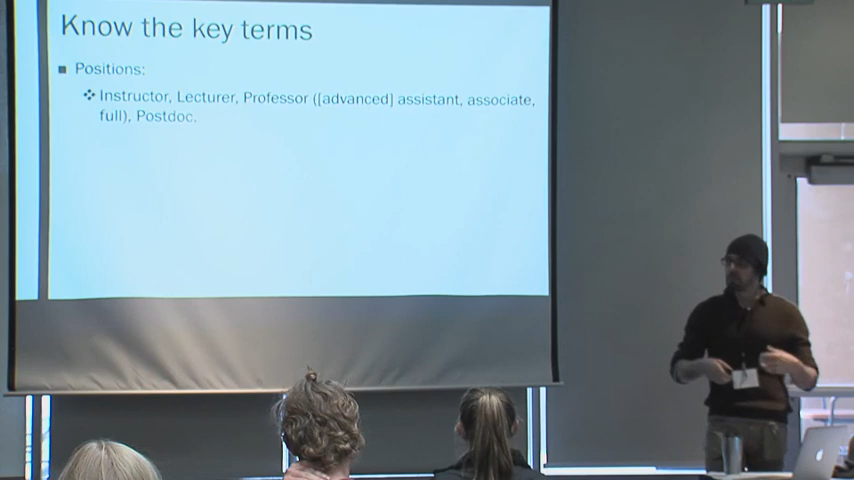 Know the key terms
Positions:
Instructor, Lecturer, Professor ([advanced] assistant, associate,
full), Postdoc.